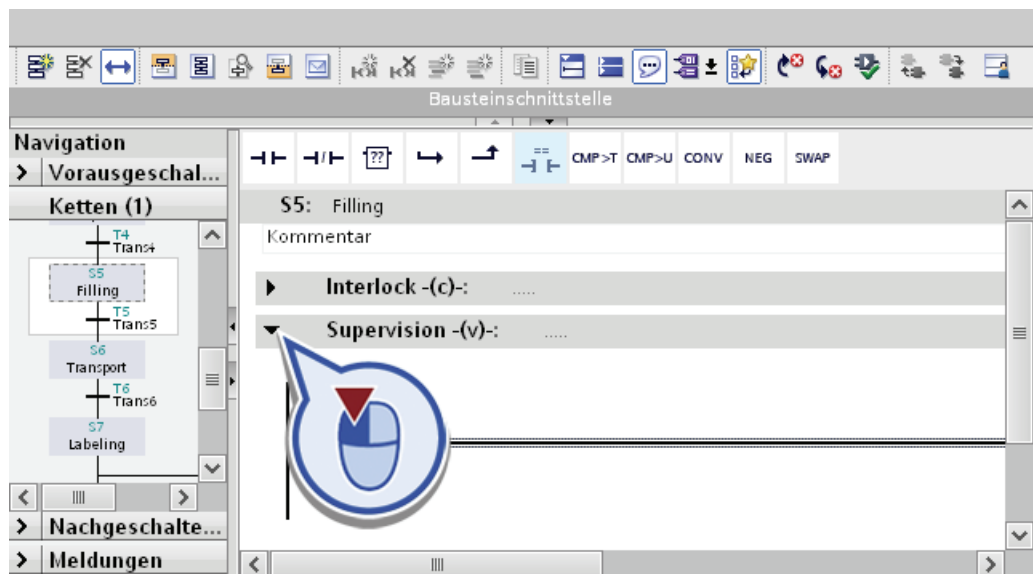 Bausteinschnittstelle
Navigation
Vorausgeschal...
Ketten (1)
T4
Trans4
S5
Filling
T5
Trans5
S6
Transport
T6
Trans6
S7
Labeling
Nachgeschalte...
Meldungen
?? == CMP>T CMP>U CONV NEG SWAP
S5: Filling
Kommentar
Interlock -(c)-: .....
Supervision -(v)-: .....